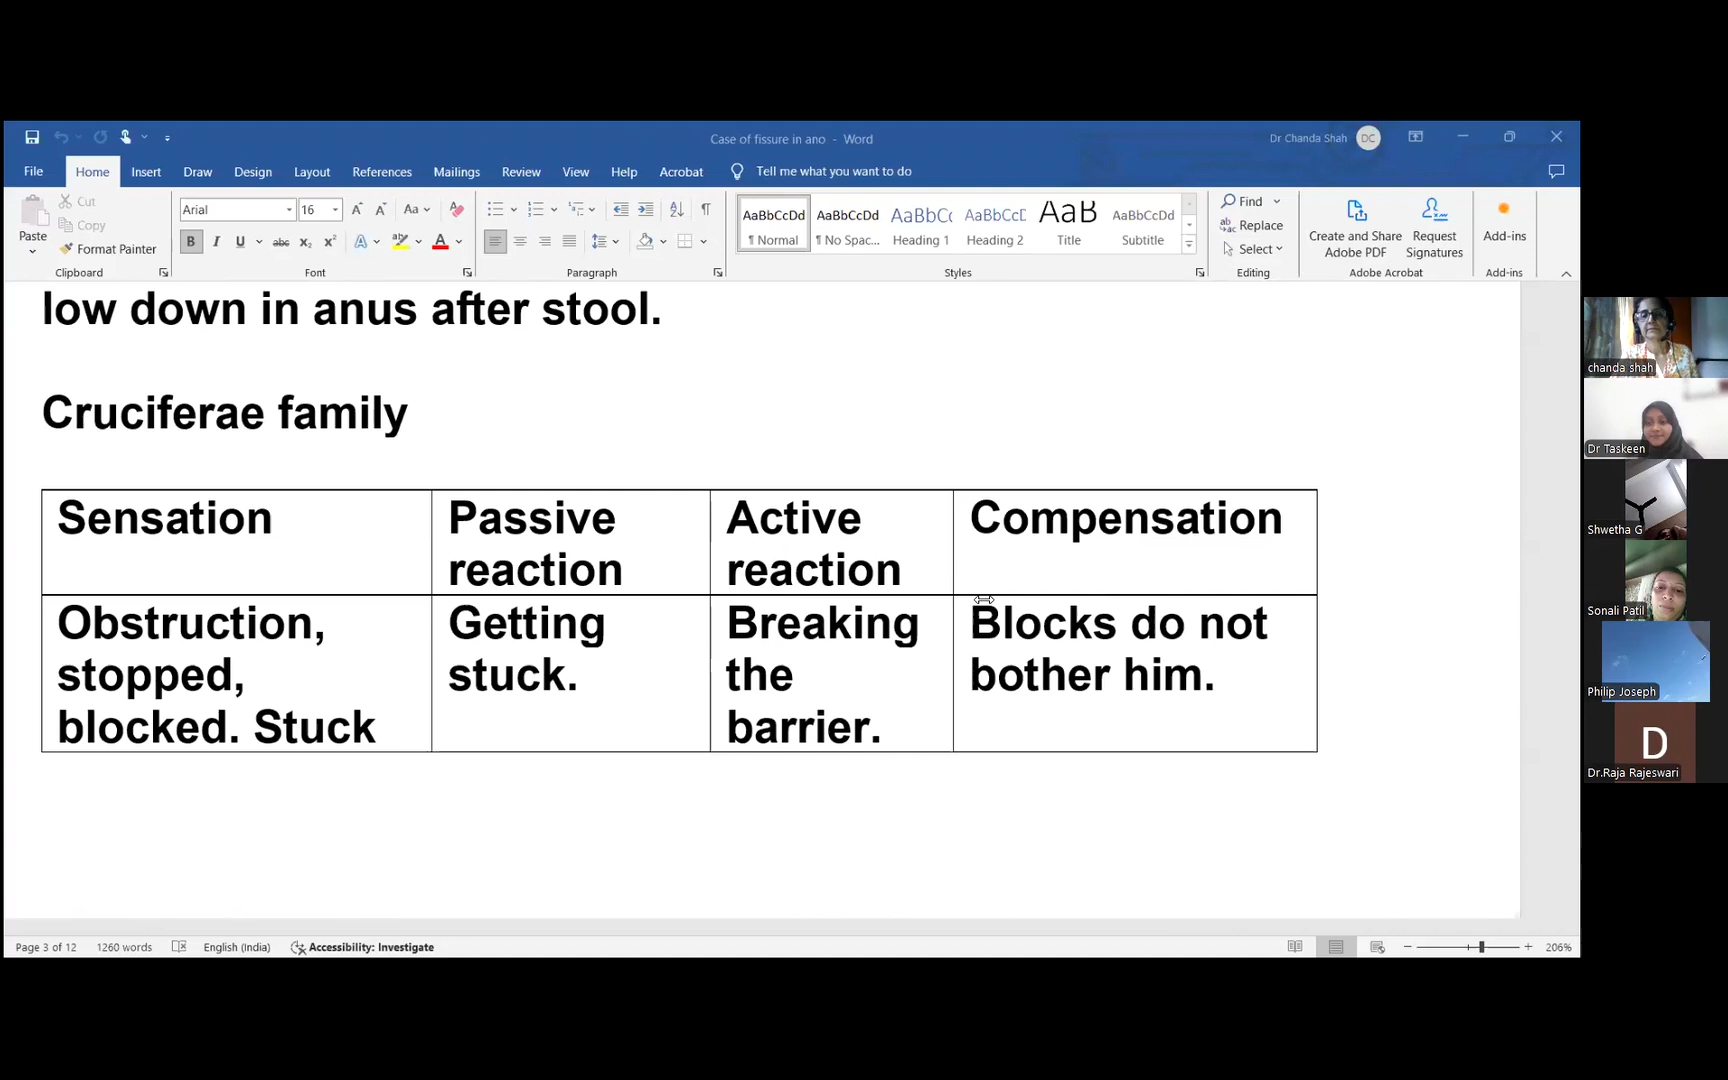 Case of fissure in ano - Word
Dr Chanda Shah
DC
File Home Insert Draw Design Layout References Mailings Review View Help Acrobat Tell me what you want to do
Paste
Cut
Copy
Format Painter
Clipboard
Arial 16
Font
Paragraph
AaBbCcDd AaBbCcDd AaBbCc AaBbCcD AaB AaBbCcDd
¶ Normal ¶ No Spac... Heading 1 Heading 2 Title Subtitle
Styles
Find
Replace
Select
Editing
Create and Share Adobe PDF
Request Signatures
Adobe Acrobat
Add-ins
Add-ins
low down in anus after stool.
Cruciferae family
Sensation
Passive
reaction
Active
reaction
Compensation
Obstruction,
stopped,
blocked. Stuck
Getting
stuck.
Breaking
the
barrier.
Blocks do not
bother him.
Page 3 of 12 1260 words English (India) Accessibility: Investigate 206%
chanda shah
Dr Taskeen
Shwetha G
Sonali Patil
Philip Joseph
D
Dr.Raja Rajeswari